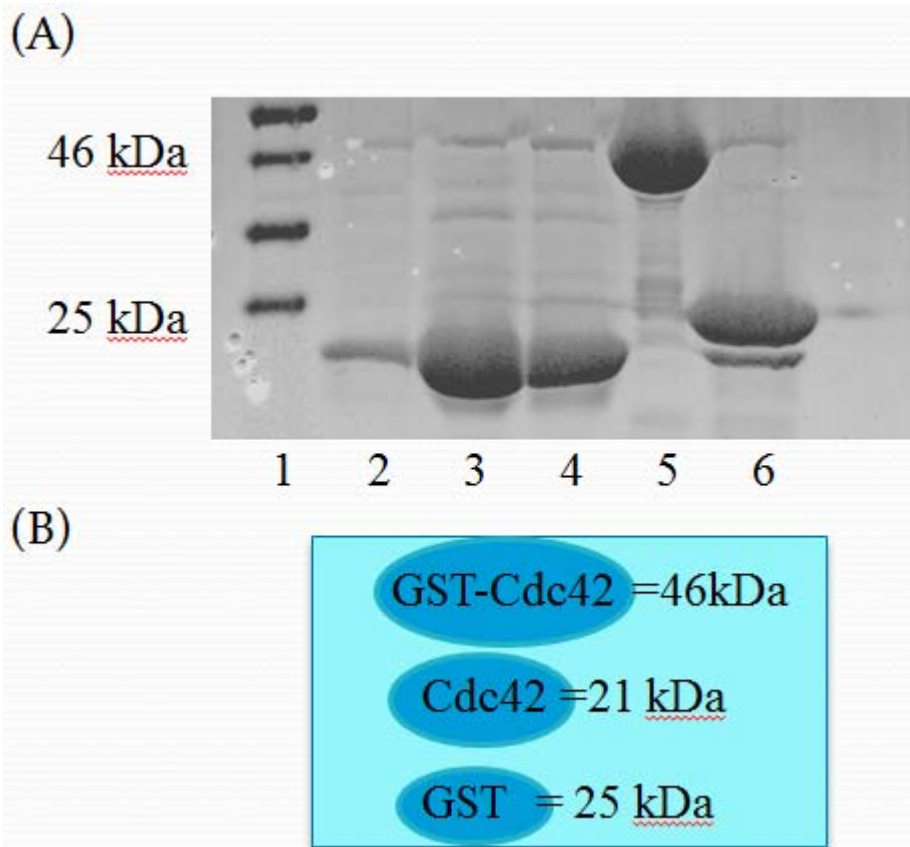 (A)
46 kDa
25 kDa
1 2 3 4 5 6
(B)
GST-Cdc42 =46kDa
Cdc42 =21 kDa
GST = 25 kDa